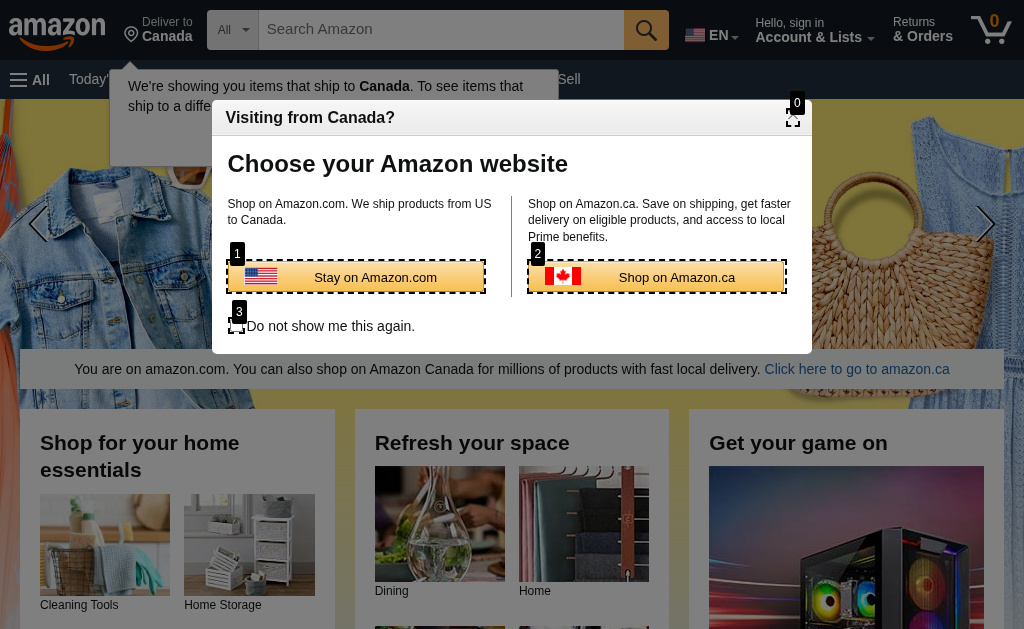 amazon
Deliver to
Canada
All
Search Amazon
EN
Hello, sign in
Account & Lists
Returns
& Orders
0
All
Today'
Sell
We're showing you items that ship to Canada. To see items that
ship to a diffe
0
Visiting from Canada?
Choose your Amazon website
Shop on Amazon.com. We ship products from US
to Canada.
1
Stay on Amazon.com
Shop on Amazon.ca. Save on shipping, get faster
delivery on eligible products, and access to local
Prime benefits.
2
Shop on Amazon.ca
3
Do not show me this again.
You are on amazon.com. You can also shop on Amazon Canada for millions of products with fast local delivery. Click here to go to amazon.ca
Shop for your home
essentials
Cleaning Tools
Home Storage
Refresh your space
Dining
Home
Get your game on